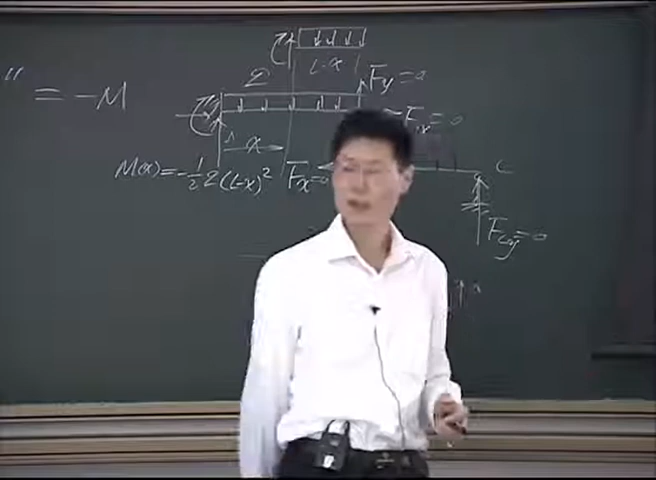 L-x
q
Fy=0
" = -M
x
Fx=0
M(x)=-½q(L-x)² Fx=0
C
Fcy=0